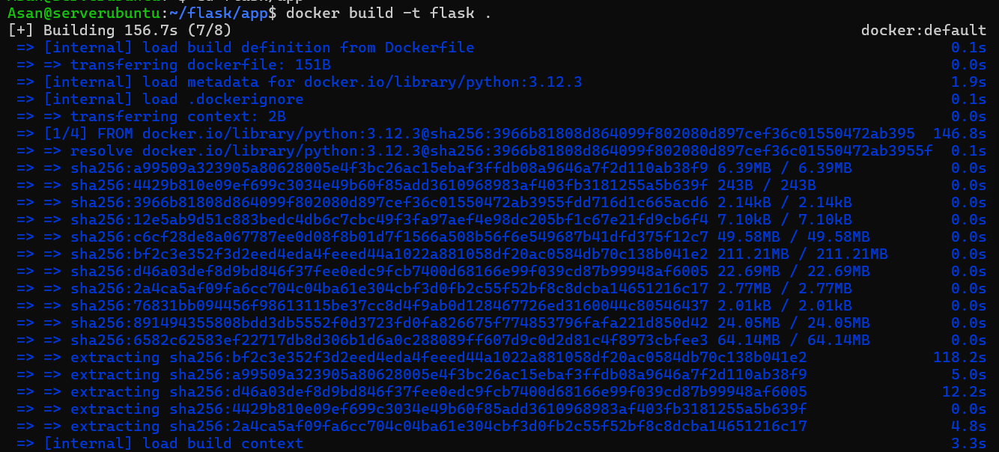 Asan@serverubuntu:~/flask/app$ docker build -t flask .
[+] Building 156.7s (7/8) docker:default
=> [internal] load build definition from Dockerfile 0.1s
=> => transferring dockerfile: 151B 0.0s
=> [internal] load metadata for docker.io/library/python:3.12.3 1.9s
=> [internal] load .dockerignore 0.1s
=> => transferring context: 2B 0.0s
=> [1/4] FROM docker.io/library/python:3.12.3@sha256:3966b81808d864099f802080d897cef36c01550472ab395 146.8s
=> => resolve docker.io/library/python:3.12.3@sha256:3966b81808d864099f802080d897cef36c01550472ab3955f 0.1s
=> => sha256:a99509a323905a80628005e4f3bc26ac15ebaf3ffdb08a9646a7f2d110ab38f9 6.39MB / 6.39MB 0.0s
=> => sha256:4429b810e09ef699c3034e49b60f85add3610968983af403fb3181255a5b639f 243B / 243B 0.0s
=> => sha256:3966b81808d864099f802080d897cef36c01550472ab3955fdd716d1c665acd6 2.14kB / 2.14kB 0.0s
=> => sha256:12e5ab9d51c883bedc4db6c7cbc49f3fa97aef4e98dc205bf1c67e21fd9cb6f4 7.10kB / 7.10kB 0.0s
=> => sha256:c6cf28de8a067787ee0d08f8b01d7f1566a508b56f6e549687b41dfd375f12c7 49.58MB / 49.58MB 0.0s
=> => sha256:bf2c3e352f3d2eed4eda4feeed44a1022a881058df20ac0584db70c138b041e2 211.21MB / 211.21MB 0.0s
=> => sha256:d46a03def8d9bd846f37fee0edc9fcb7400d68166e99f039cd87b99948af6005 22.69MB / 22.69MB 0.0s
=> => sha256:2a4ca5af09fa6cc704c04ba61e304cbf3d0fb2c55f52bf8c8dcba14651216c17 2.77MB / 2.77MB 0.0s
=> => sha256:76831bb094456f98613115be37cc8d4f9ab0d128467726ed3160044c80546437 2.01kB / 2.01kB 0.0s
=> => sha256:891494355808bdd3db5552f0d3723fd0fa826675f774853796fafa221d850d42 24.05MB / 24.05MB 0.0s
=> => sha256:6582c62583ef22717db8d306b1d6a0c288089ff607d9c0d2d81c4f8973cbfee3 64.14MB / 64.14MB 0.0s
=> => extracting sha256:bf2c3e352f3d2eed4eda4feeed44a1022a881058df20ac0584db70c138b041e2 118.2s
=> => extracting sha256:a99509a323905a80628005e4f3bc26ac15ebaf3ffdb08a9646a7f2d110ab38f9 5.0s
=> => extracting sha256:d46a03def8d9bd846f37fee0edc9fcb7400d68166e99f039cd87b99948af6005 12.2s
=> => extracting sha256:4429b810e09ef699c3034e49b60f85add3610968983af403fb3181255a5b639f 0.0s
=> => extracting sha256:2a4ca5af09fa6cc704c04ba61e304cbf3d0fb2c55f52bf8c8dcba14651216c17 4.8s
=> [internal] load build context 3.3s